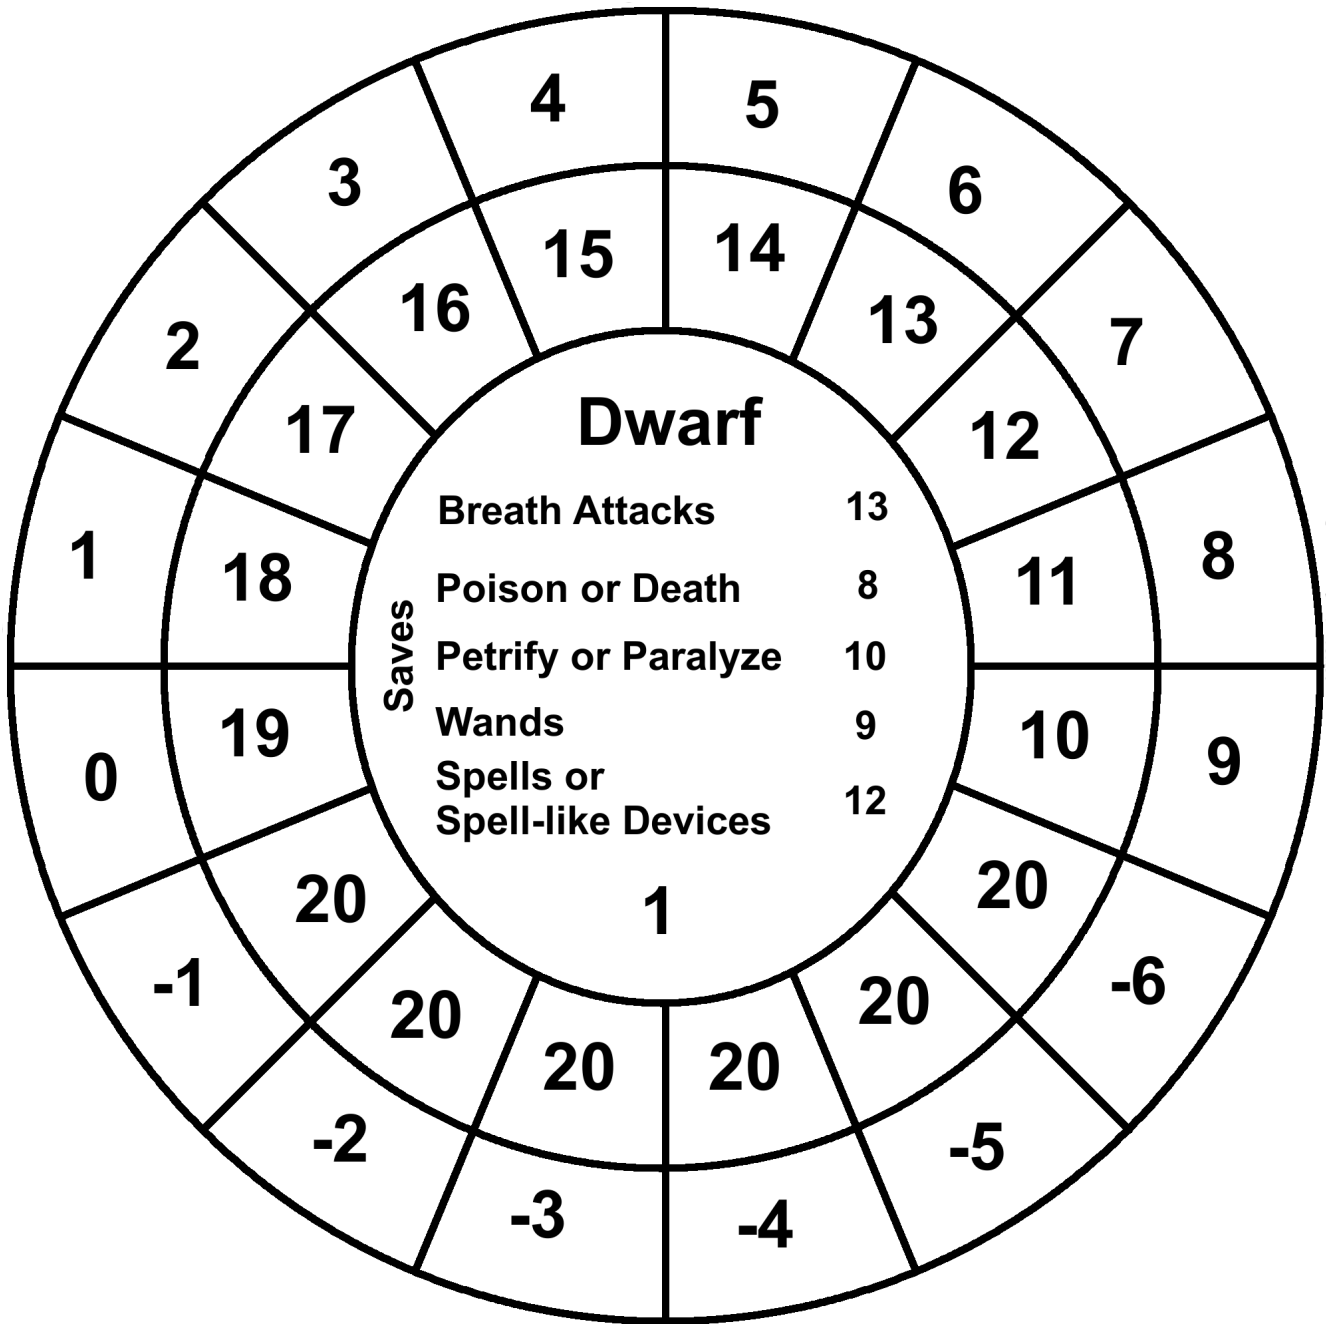 4 5
3 6
15 14
16 13
2 7
17 12
Dwarf
Breath Attacks 13
1 8
18 11
Saves
Poison or Death 8
Petrify or Paralyze 10
Wands 9
19 10
0 9
Spells or
Spell-like Devices 12
20 20
1
-1 -6
20 20
20 20
-2 -5
-3 -4